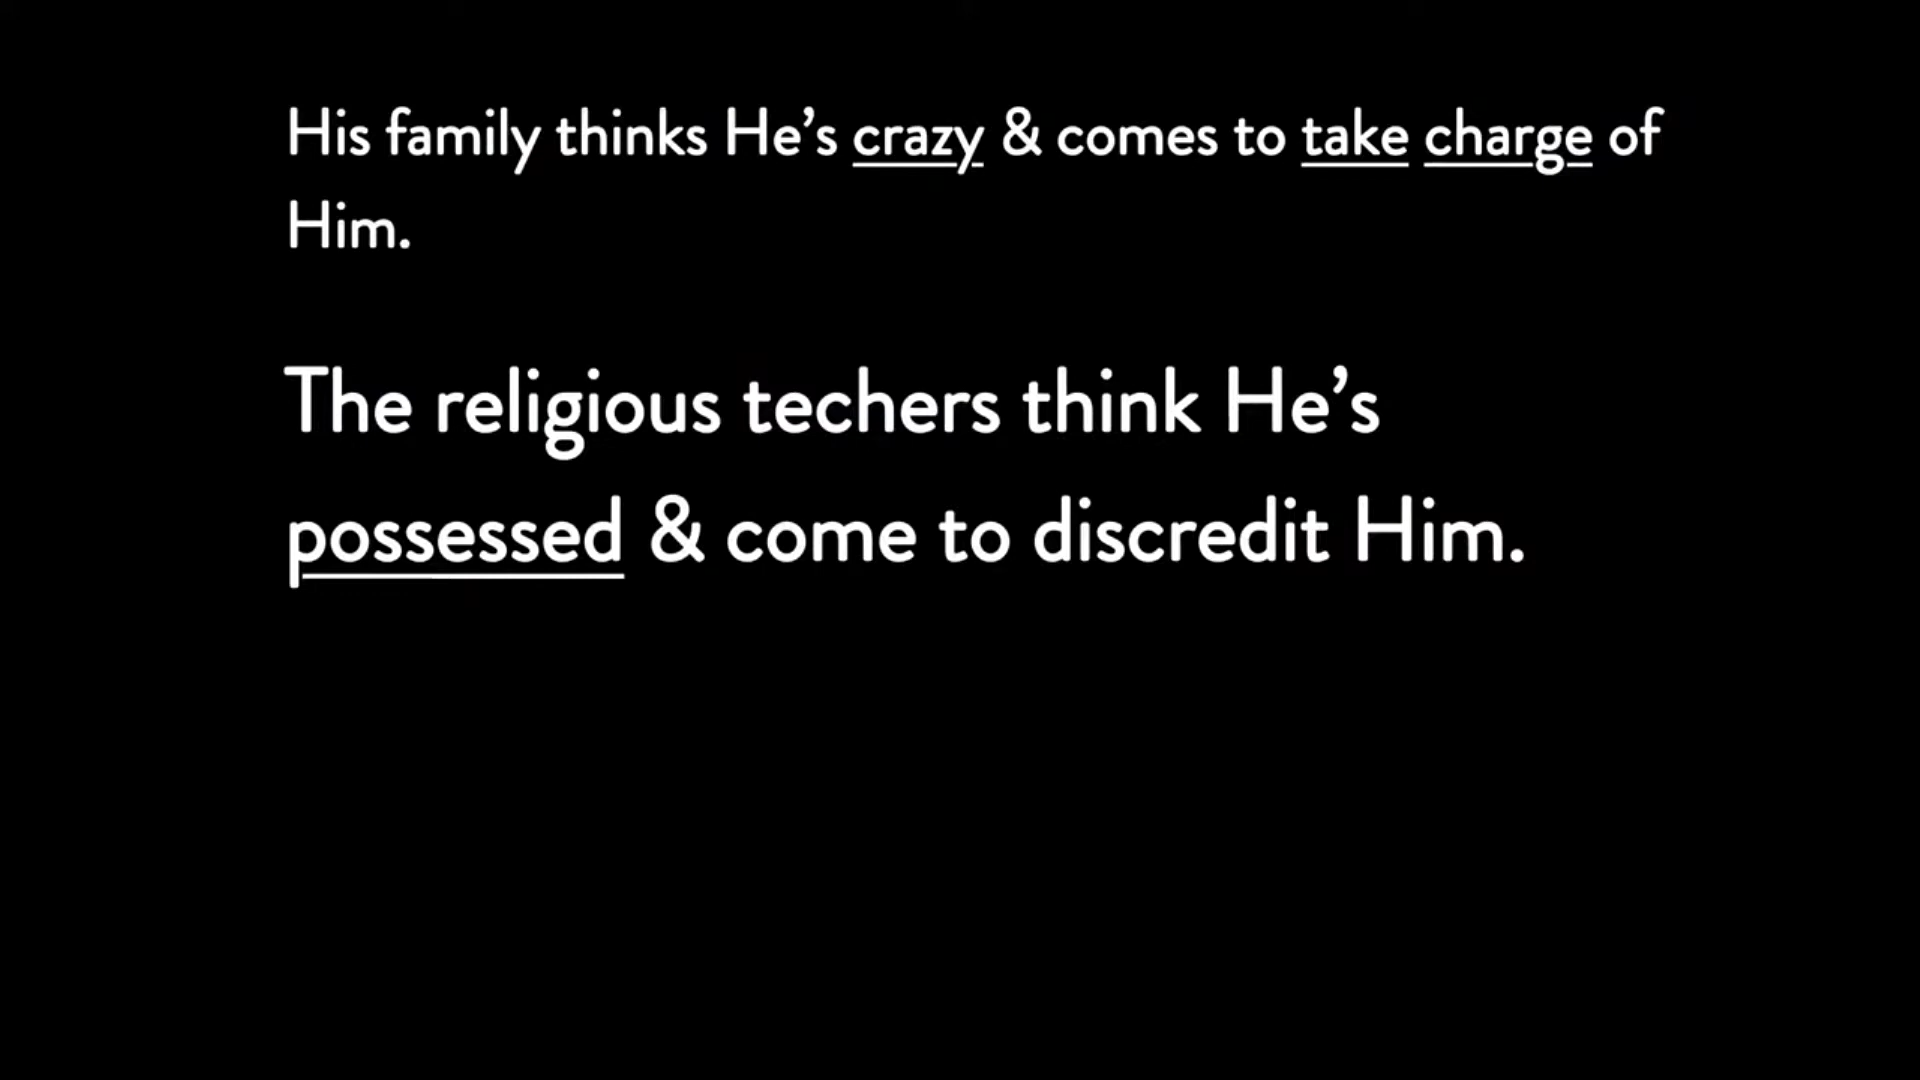 His family thinks He’s crazy & comes to take charge of
Him.
The religious techers think He’s
possessed & come to discredit Him.